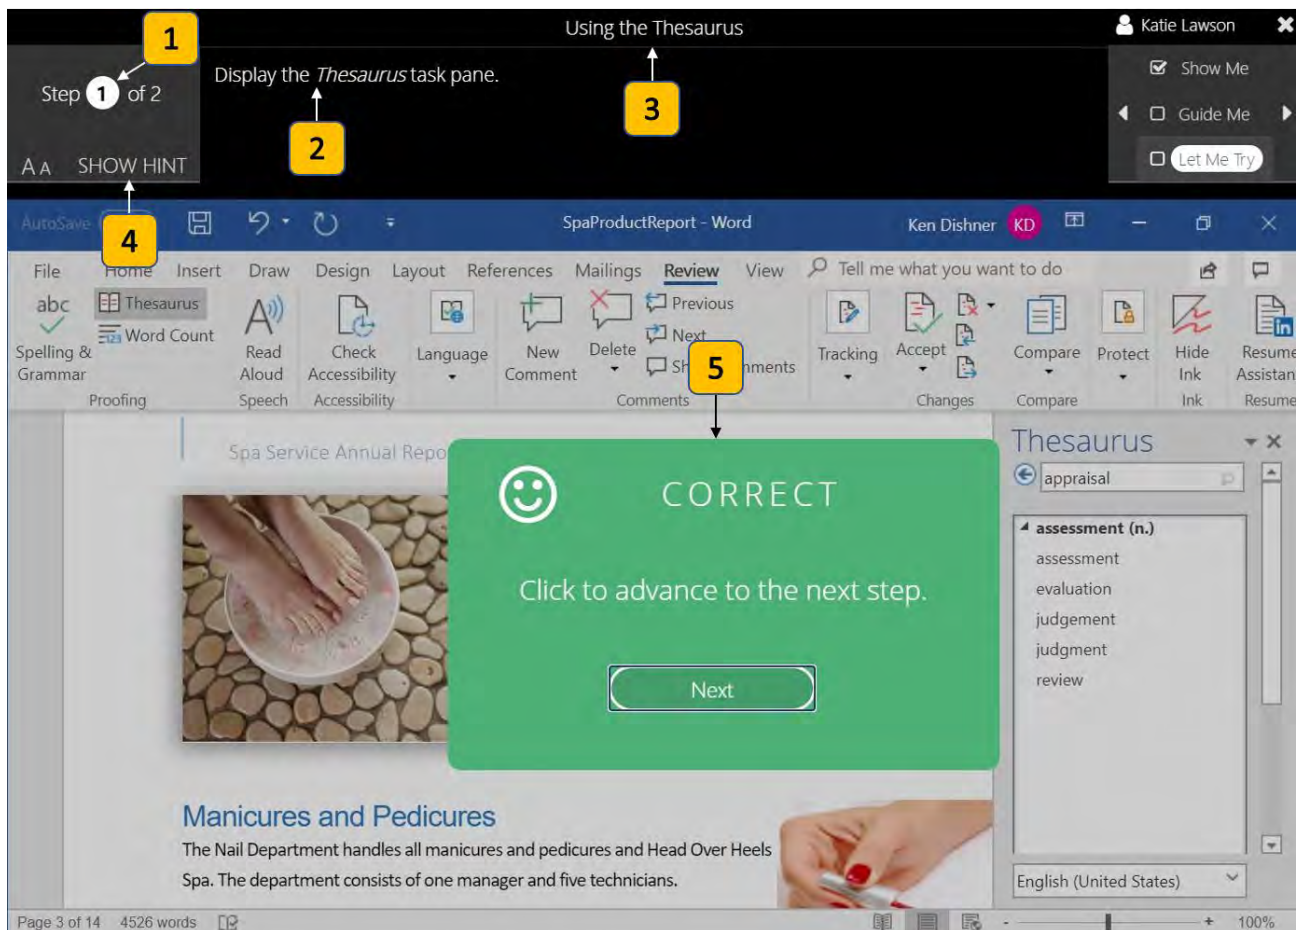 1
Using the Thesaurus
Katie Lawson
Display the Thesaurus task pane.
Show Me
Step 1 of 2
3
Guide Me
2
A A SHOW HINT
Let Me Try
4
AutoSave
SpaProductReport - Word
Ken Dishner KD
File Home Insert Draw Design Layout References Mailings Review View Tell me what you want to do
abc Thesaurus
Word Count
Spelling & Grammar
Read Aloud
Check Accessibility
Language
New Comment
Delete
Previous
Next
5
Tracking
Accept
Compare
Protect
Hide Ink
Resume
Assistan
Proofing Speech Accessibility Comments Changes Compare Ink Resume
Spa Service Annual Repo
CORRECT
Click to advance to the next step.
Next
Thesaurus
appraisal
assessment (n.)
assessment
evaluation
judgement
judgment
review
English (United States)
Manicures and Pedicures
The Nail Department handles all manicures and pedicures and Head Over Heels
Spa. The department consists of one manager and five technicians.
Page 3 of 14 4526 words
- + 100%